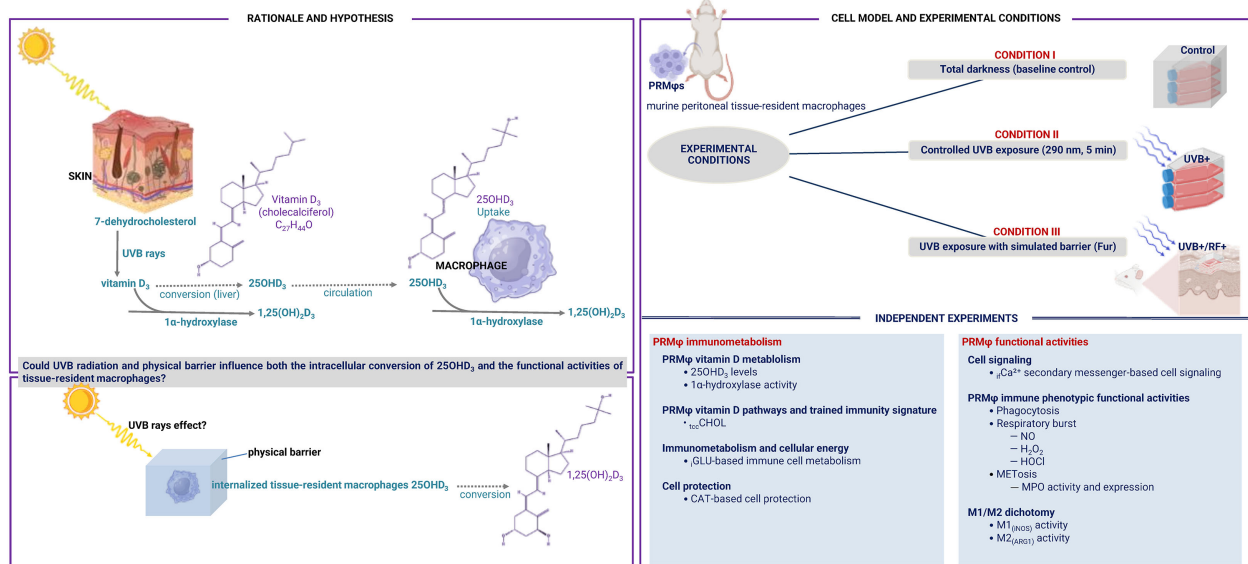 RATIONALE AND HYPOTHESIS
SKIN
7-dehydrocholesterol
UVB rays
vitamin D₃
conversion (liver)
25OHD₃
circulation
25OHD₃
1α-hydroxylase
1,25(OH)₂D₃
Vitamin D₃
(cholecalciferol)
C₂₇H₄₄O
25OHD₃
Uptake
MACROPHAGE
1α-hydroxylase
1,25(OH)₂D₃
Could UVB radiation and physical barrier influence both the intracellular conversion of 25OHD₃ and the functional activities of
tissue-resident macrophages?
UVB rays effect?
physical barrier
internalized tissue-resident macrophages 25OHD₃
conversion
1,25(OH)₂D₃
CELL MODEL AND EXPERIMENTAL CONDITIONS
PRMφs
murine peritoneal tissue-resident macrophages
EXPERIMENTAL
CONDITIONS
CONDITION I
Total darkness (baseline control)
Control
CONDITION II
Controlled UVB exposure (290 nm, 5 min)
UVB+
CONDITION III
UVB exposure with simulated barrier (Fur)
UVB+/RF+
INDEPENDENT EXPERIMENTS
PRMφ immunometabolism
PRMφ vitamin D metablolism
• 25OHD₃ levels
• 1α-hydroxylase activity
PRMφ vitamin D pathways and trained immunity signature
• tccCHOL
Immunometabolism and cellular energy
• ᵢGLU-based immune cell metabolism
Cell protection
• CAT-based cell protection
PRMφ functional activities
Cell signaling
• ifCa²⁺ secondary messenger-based cell signaling
PRMφ immune phenotypic functional activities
• Phagocytosis
• Respiratory burst
— NO
— H₂O₂
— HOCl
• METosis
— MPO activity and expression
M1/M2 dichotomy
• M1(iNOS) activity
• M2(ARG1) activity